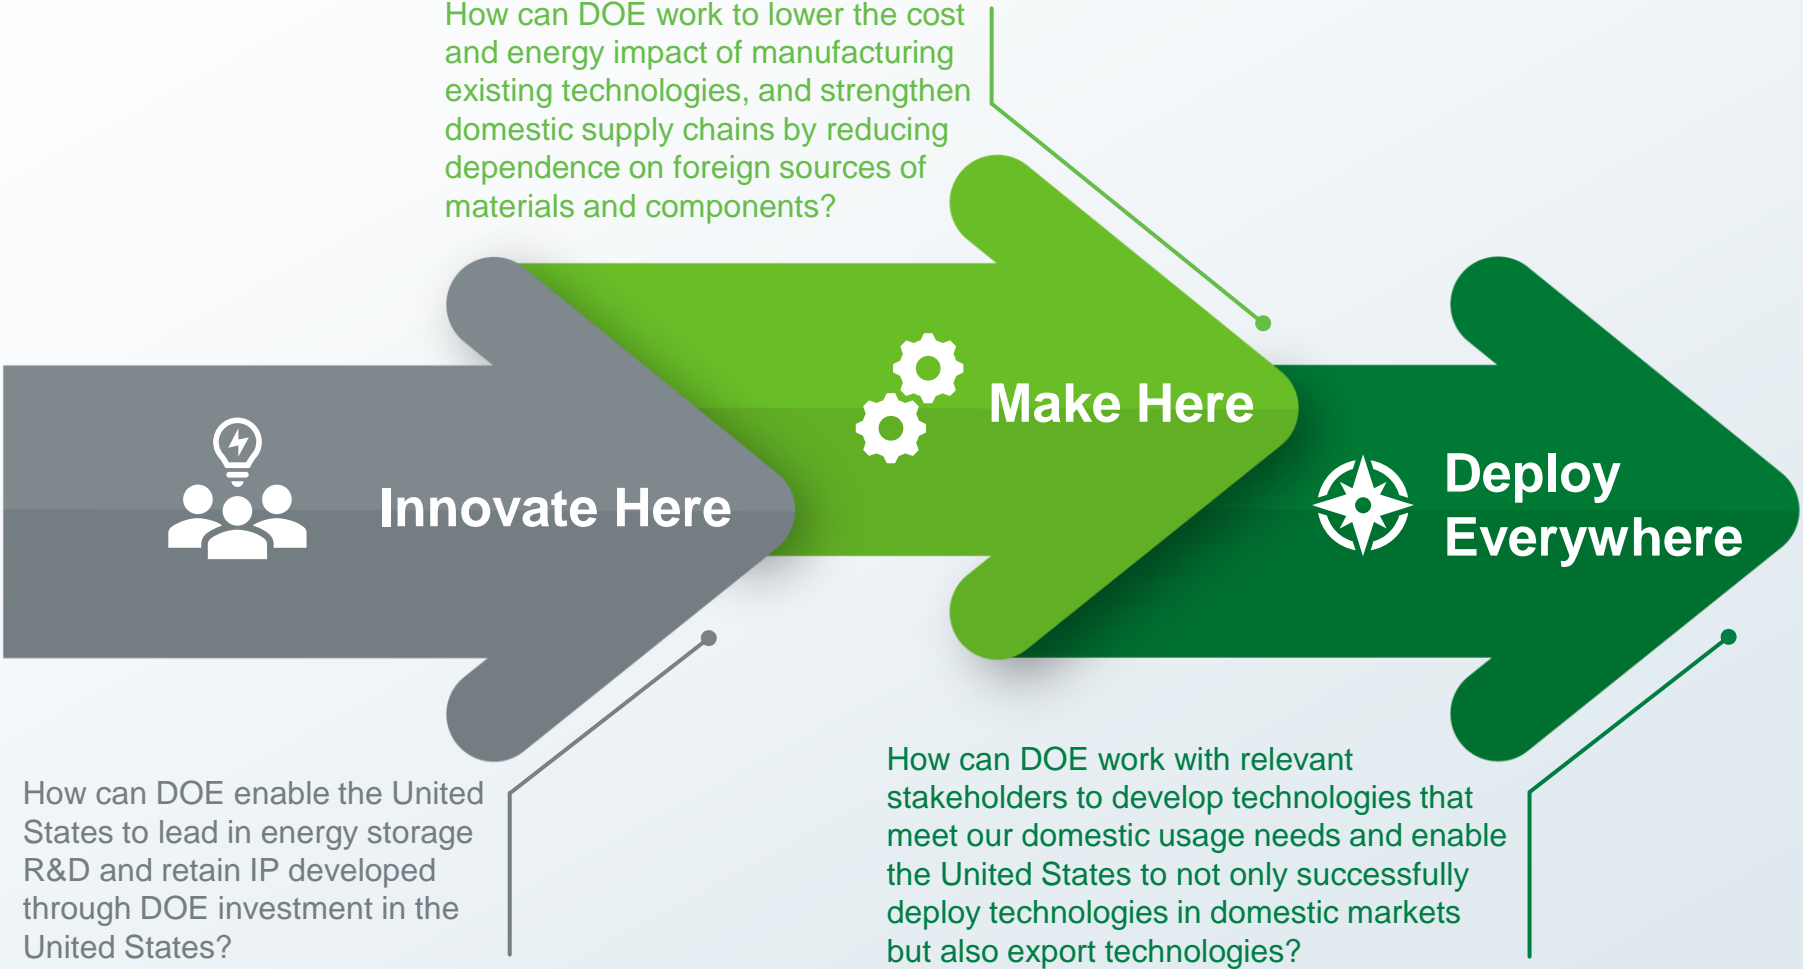 How can DOE work to lower the cost
and energy impact of manufacturing
existing technologies, and strengthen
domestic supply chains by reducing
dependence on foreign sources of
materials and components?
Innovate Here
Make Here
Deploy
Everywhere
How can DOE enable the United
States to lead in energy storage
R&D and retain IP developed
through DOE investment in the
United States?
How can DOE work with relevant
stakeholders to develop technologies that
meet our domestic usage needs and enable
the United States to not only successfully
deploy technologies in domestic markets
but also export technologies?